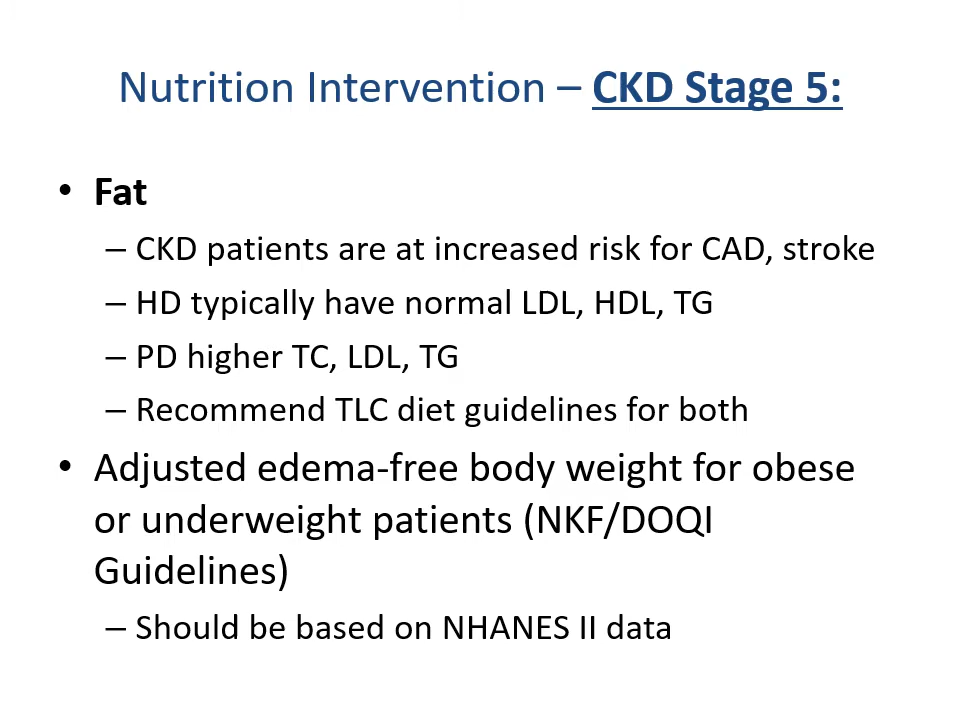 Nutrition Intervention – CKD Stage 5:
• Fat
– CKD patients are at increased risk for CAD, stroke
– HD typically have normal LDL, HDL, TG
– PD higher TC, LDL, TG
– Recommend TLC diet guidelines for both
• Adjusted edema-free body weight for obese
or underweight patients (NKF/DOQI
Guidelines)
– Should be based on NHANES II data